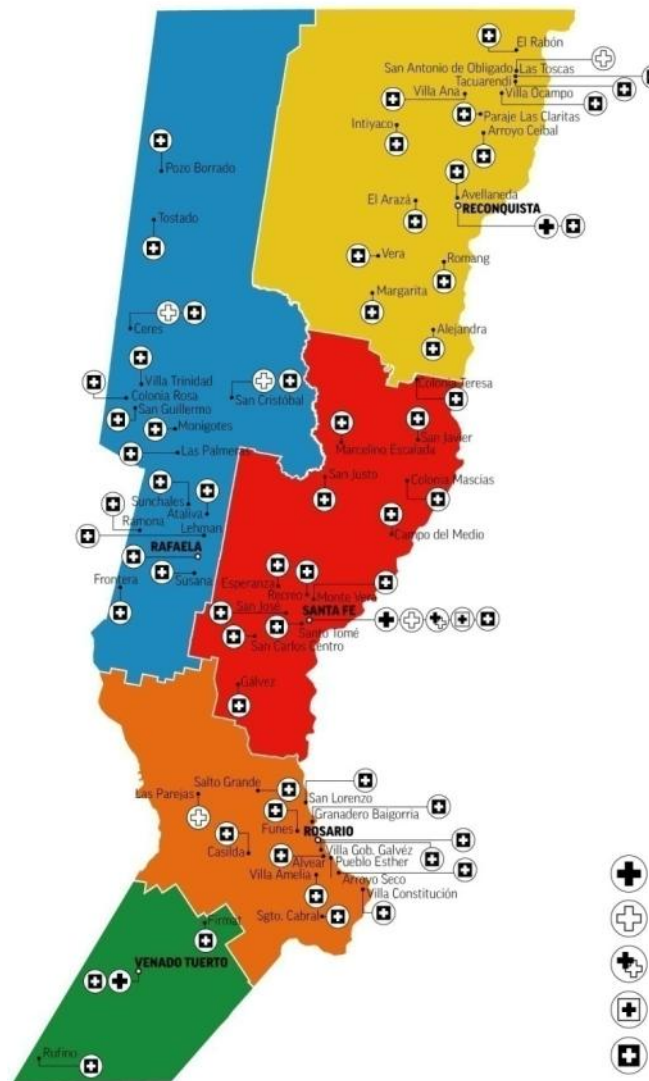 El Rabón
San Antonio de Obligado
Las Toscas
Tacuarendi
Villa Ana
Villa Ocampo
Paraje Las Claritas
Intiyaco
Arroyo Ceibal
Pozo Borrado
El Arazá
Avellaneda
RECONQUISTA
Tostado
Vera
Romang
Margarita
Ceres
Alejandra
Villa Trinidad
Colonia Teresa
Colonia Rosa
San Cristóbal
San Guillermo
Monigotes
San Javier
Marcelino Escalada
Las Palmeras
San Justo
Colonia Mascias
Sunchales
Ataliva
Ramona
Lehman
Campo del Medio
RAFAELA
Frontera
Susana
Esperanza
Recreo
Monte Vera
San José
SANTA FE
Santo Tomé
San Carlos Centro
Gálvez
Salto Grande
Las Parejas
San Lorenzo
Granadero Baigorria
Funes
ROSARIO
Casilda
Villa Gob. Galvéz
Alvear
Pueblo Esther
Villa Amelia
Arroyo Seco
Villa Constitución
Sgto. Cabral
Firmat
VENADO TUERTO
Rufino